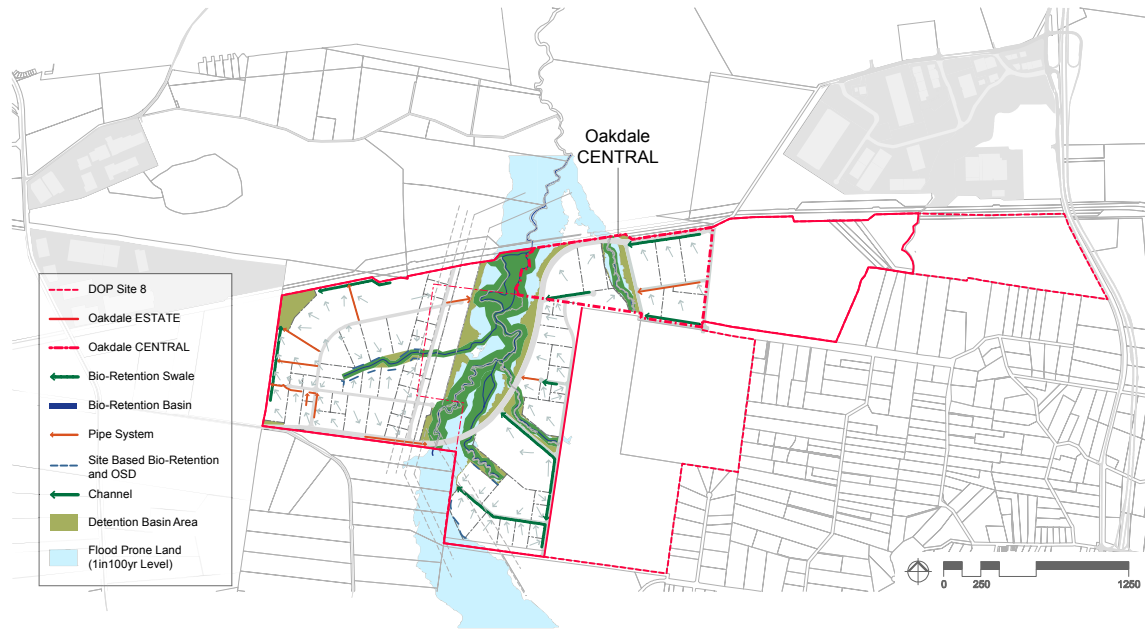 Oakdale
CENTRAL
DOP Site 8
Oakdale ESTATE
Oakdale CENTRAL
Bio-Retention Swale
Bio-Retention Basin
Pipe System
Site Based Bio-Retention
and OSD
Channel
Detention Basin Area
Flood Prone Land
(1in100yr Level)
0 250 1250